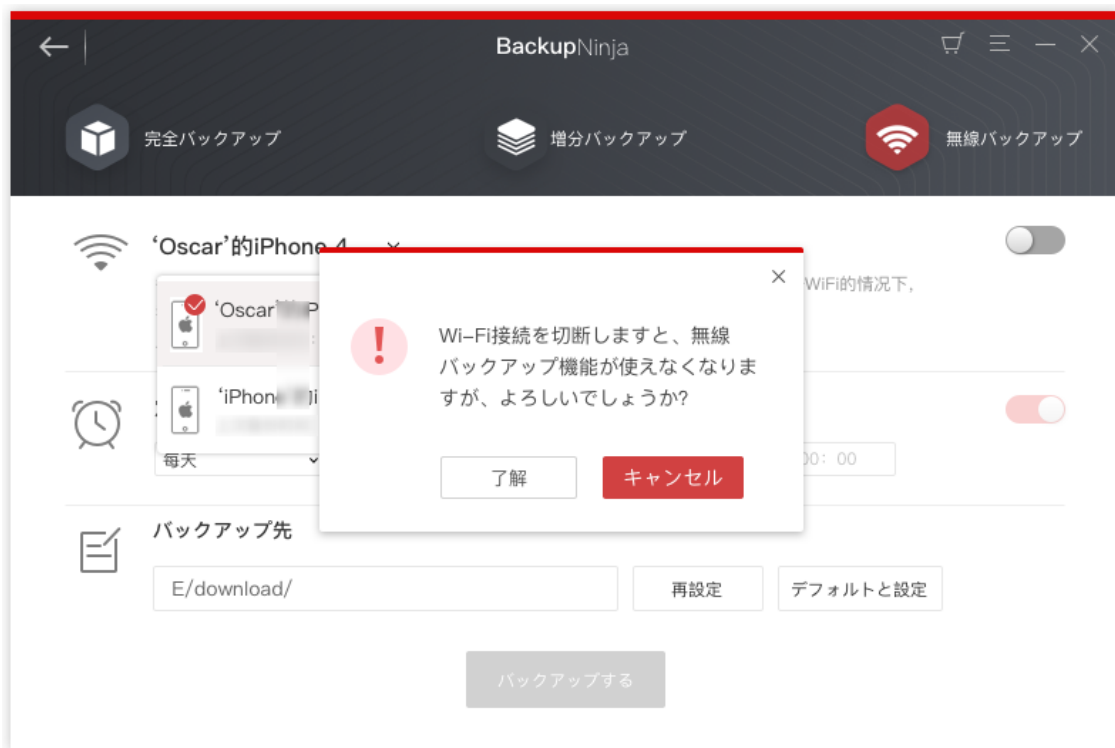 BackupNinja
完全バックアップ
増分バックアップ
無線バックアップ
‘Oscar’的iPhone 4
WiFi的情况下,
‘Oscar’
Wi-Fi接続を切断しますと、無線
バックアップ機能が使えなくなりま
すが、よろしいでしょうか?
‘iPhon
每天
00: 00
了解
キャンセル
バックアップ先
E/download/
再設定
デフォルトと設定
バックアップする